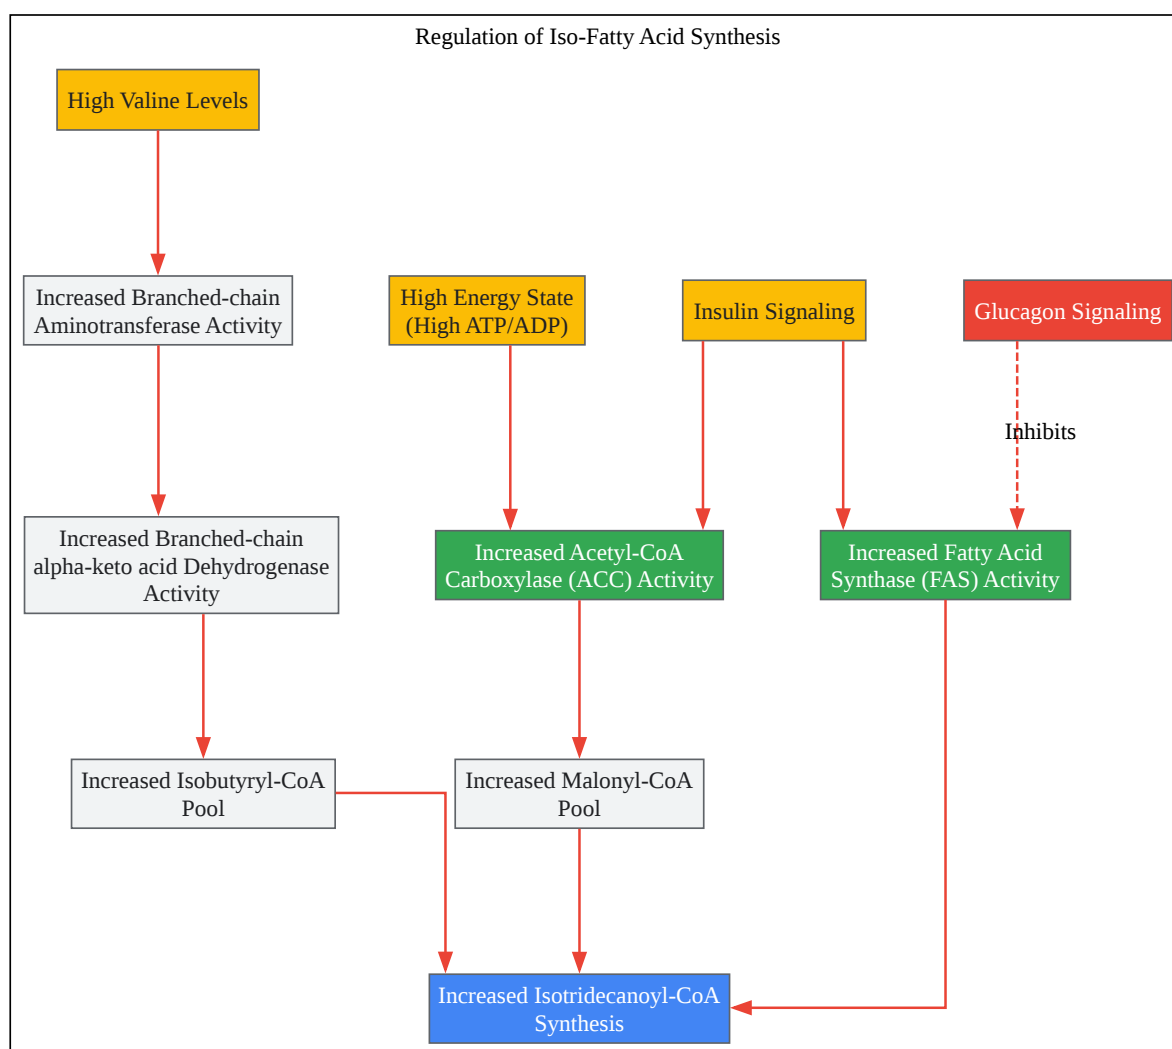 Regulation of Iso-Fatty Acid Synthesis
High Valine Levels
Increased Branched-chain
Aminotransferase Activity
High Energy State
(High ATP/ADP)
Insulin Signaling
Glucagon Signaling
Inhibits
Increased Branched-chain
alpha-keto acid Dehydrogenase
Activity
Increased Acetyl-CoA
Carboxylase (ACC) Activity
Increased Fatty Acid
Synthase (FAS) Activity
Increased Isobutyryl-CoA
Pool
Increased Malonyl-CoA
Pool
Increased Isotridecanoyl-CoA
Synthesis